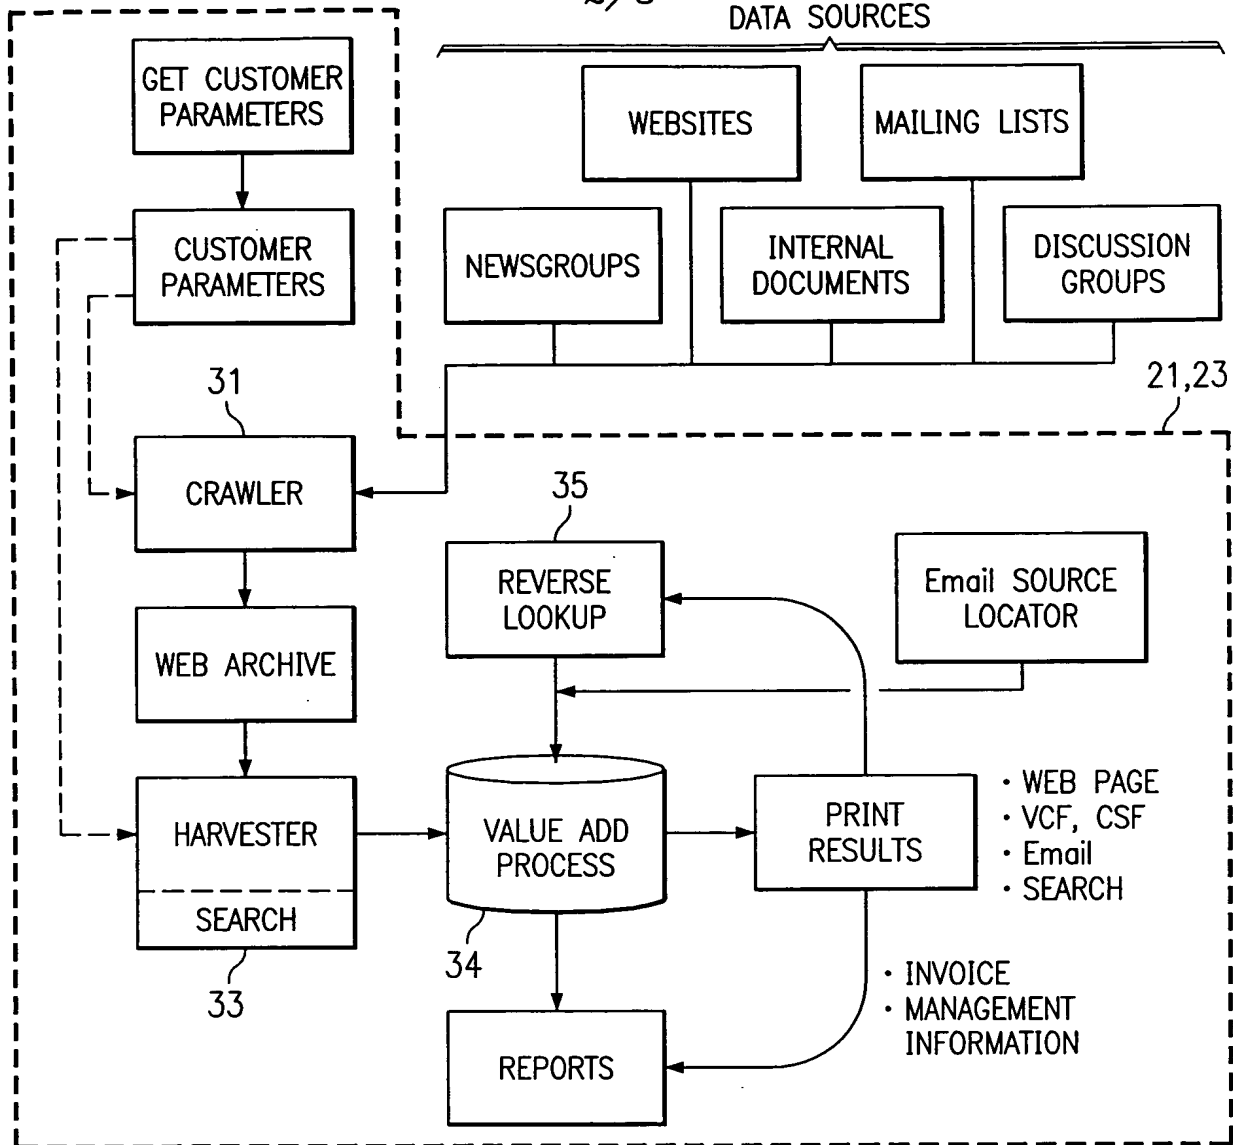 2/8
DATA SOURCES
GET CUSTOMER
PARAMETERS
WEBSITES
MAILING LISTS
CUSTOMER
PARAMETERS
NEWSGROUPS
INTERNAL
DOCUMENTS
DISCUSSION
GROUPS
31
21,23
CRAWLER
35
REVERSE
LOOKUP
Email SOURCE
LOCATOR
WEB ARCHIVE
HARVESTER
SEARCH
33
VALUE ADD
PROCESS
34
PRINT
RESULTS
• WEB PAGE
• VCF, CSF
• Email
• SEARCH
• INVOICE
• MANAGEMENT
INFORMATION
REPORTS